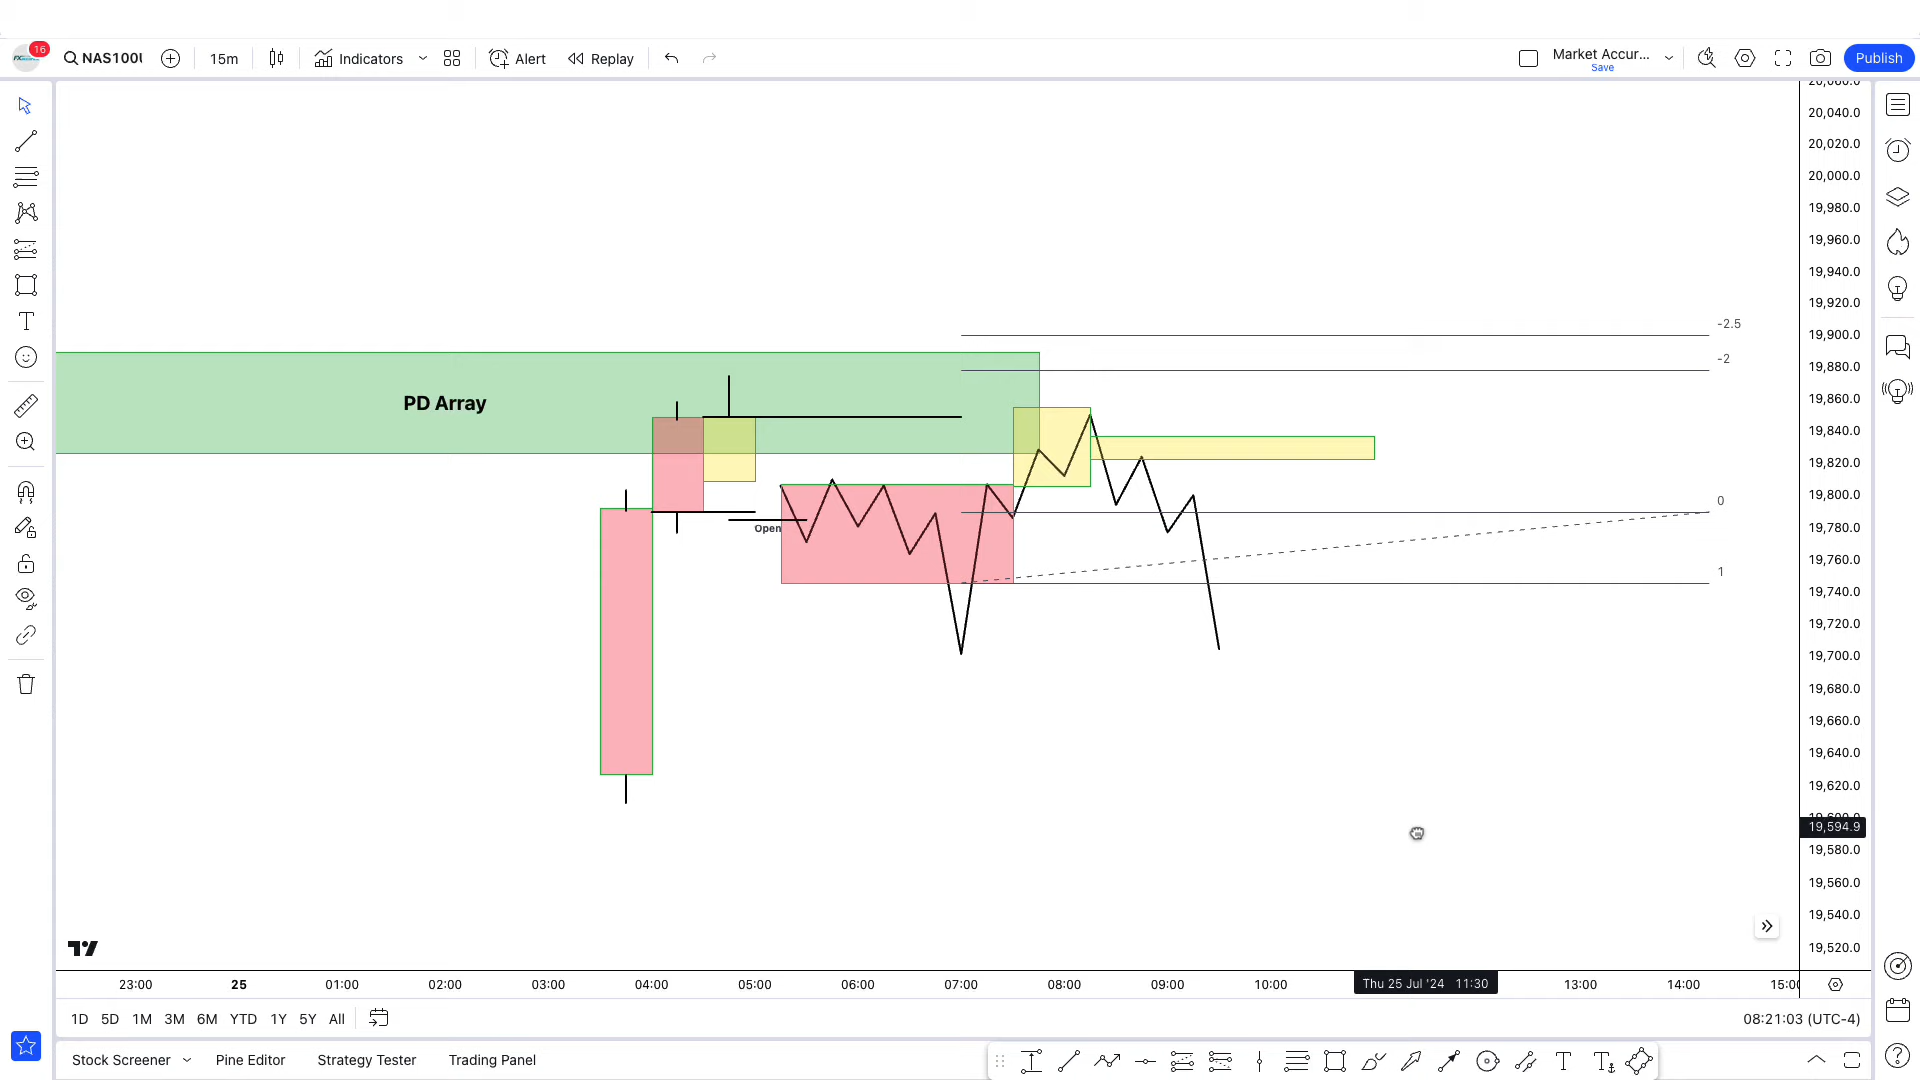 16
NAS100U
15m
Indicators
Alert
Replay
Market Accur...
Save
Publish
20,040.0
20,020.0
20,000.0
19,980.0
19,960.0
19,940.0
19,920.0
19,900.0
19,880.0
19,860.0
19,840.0
19,820.0
19,800.0
19,780.0
19,760.0
19,740.0
19,720.0
19,700.0
19,680.0
19,660.0
19,640.0
19,620.0
19,594.9
19,580.0
19,560.0
19,540.0
19,520.0
-2.5
-2
PD Array
0
Open
1
23:00 25 01:00 02:00 03:00 04:00 05:00 06:00 07:00 08:00 09:00 10:00 Thu 25 Jul '24 11:30 13:00 14:00
1D 5D 1M 3M 6M YTD 1Y 5Y All
08:21:03 (UTC-4)
Stock Screener Pine Editor Strategy Tester Trading Panel